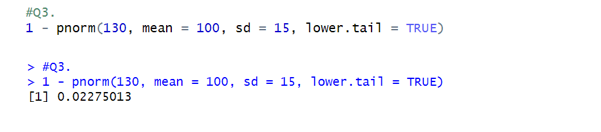 #Q3.
1 - pnorm(130, mean = 100, sd = 15, lower.tail = TRUE)
> #Q3.
> 1 - pnorm(130, mean = 100, sd = 15, lower.tail = TRUE)
[1] 0.02275013